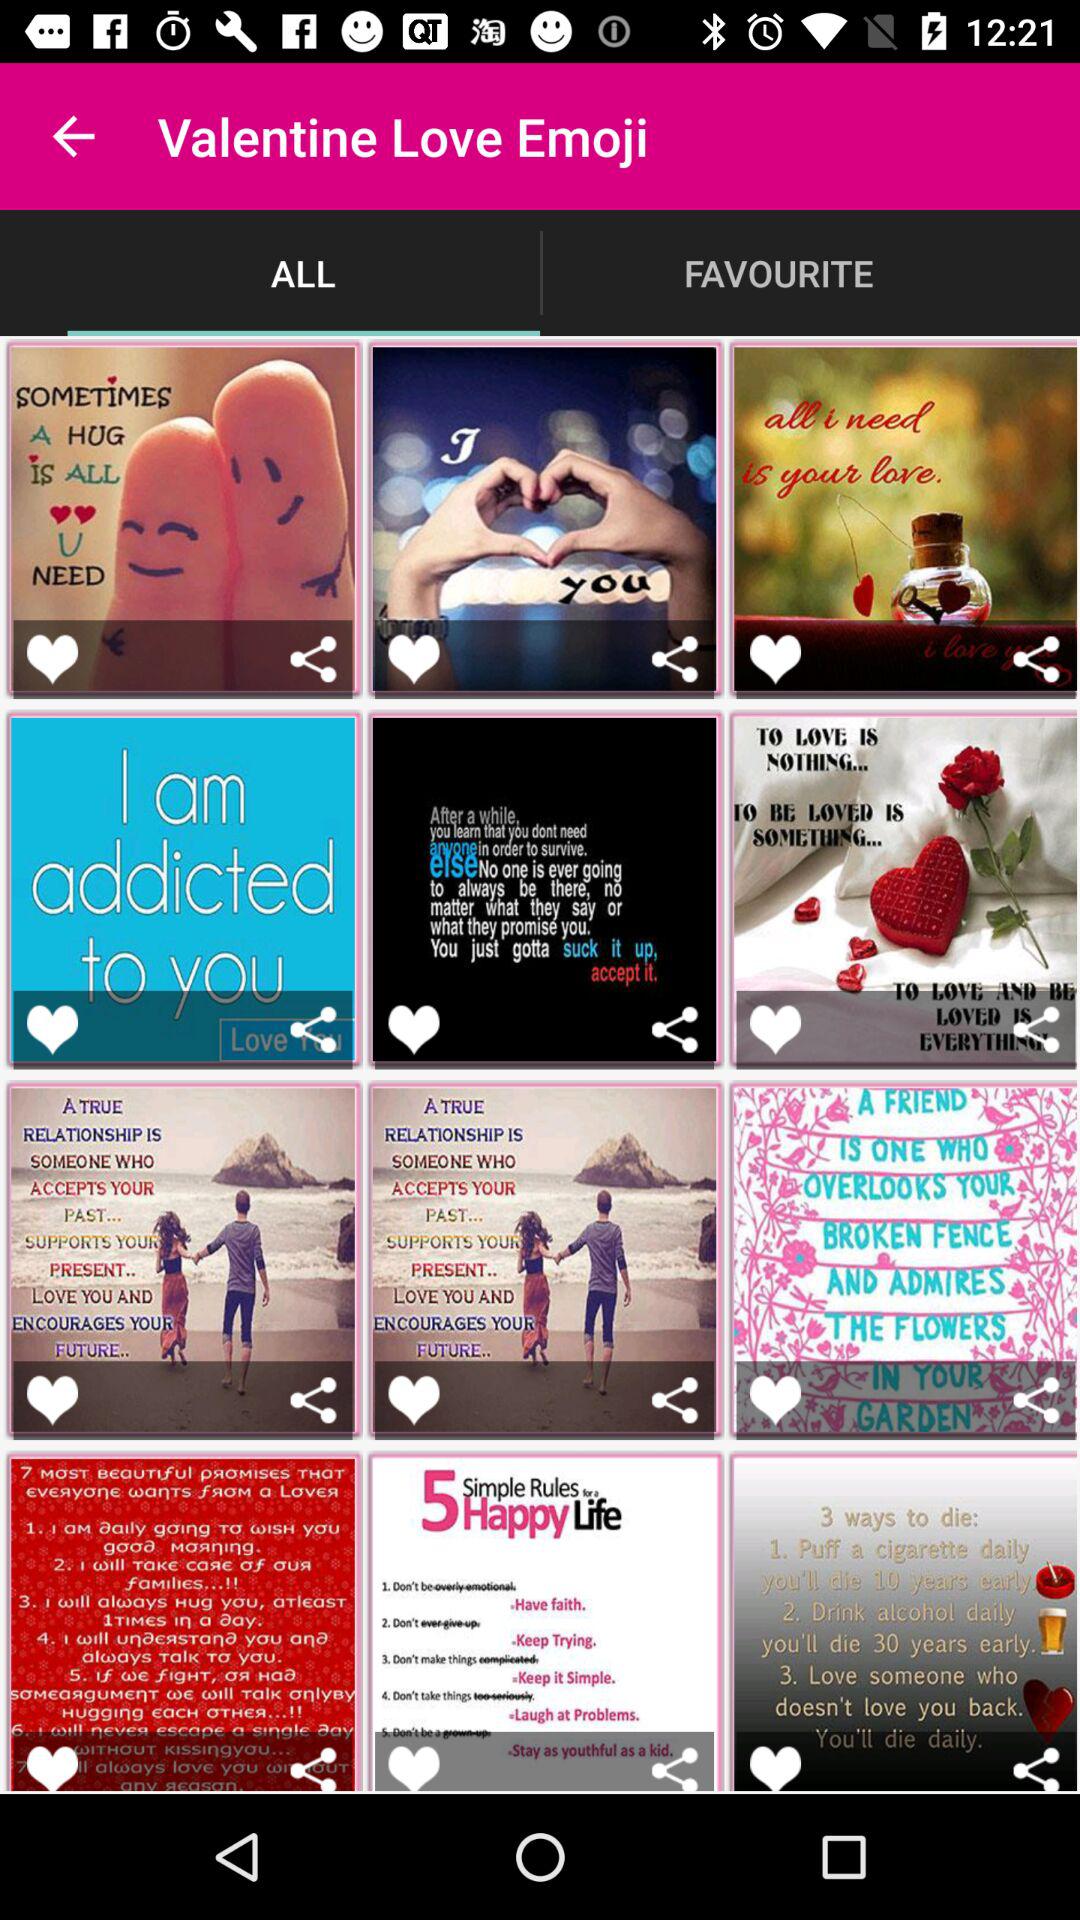 QT 淘 12:21
Valentine Love Emoji
ALL FAVOURITE
SOMETIMES
A HUG
IS ALL
U
NEED
I
you
all i need
is your love.
i love you
I am
addicted
to you
Love You
After a while,
you learn that you dont need
anyone in order to survive.
else No one is ever going
to always be there, no
matter what they say or
what they promise you.
You just gotta suck it up,
accept it.
TO LOVE IS
NOTHING...
TO BE LOVED IS
SOMETHING...
TO LOVE AND BE
LOVED IS
EVERYTHING!
A TRUE
RELATIONSHIP IS
SOMEONE WHO
ACCEPTS YOUR
PAST...
SUPPORTS YOUR
PRESENT..
LOVE YOU AND
ENCOURAGES YOUR
FUTURE..
A TRUE
RELATIONSHIP IS
SOMEONE WHO
ACCEPTS YOUR
PAST...
SUPPORTS YOUR
PRESENT..
LOVE YOU AND
ENCOURAGES YOUR
FUTURE..
A FRIEND
IS ONE WHO
OVERLOOKS YOUR
BROKEN FENCE
AND ADMIRES
THE FLOWERS
IN YOUR
GARDEN
7 most beautiful promises that
everyone wants from a Lover
1. i am daily going to wish you
good morning.
2. i will take care of our
families...!!
3. i will always hug you, atleast
1times in a day.
4. i will understand you and
always talk to you.
5. if we fight, or had
somearguments we will talk onlyby
hugging each other...!!
6. i will never escape a single day
without kissingyou...
7 always love you without
any reason.
5 Simple Rules for a
Happy Life
1. Don't be overly emotional.
Have faith.
2. Don't ever give up.
Keep Trying.
3. Don't make things complicated.
Keep it Simple.
4. Don't take things too seriously.
Laugh at Problems.
5. Don't be a grown-up.
Stay as youthful as a kid.
3 ways to die:
1. Puff a cigarette daily
you'll die 10 years early
2. Drink alcohol daily
you'll die 30 years early.
3. Love someone who
doesn't love you back.
You'll die daily.